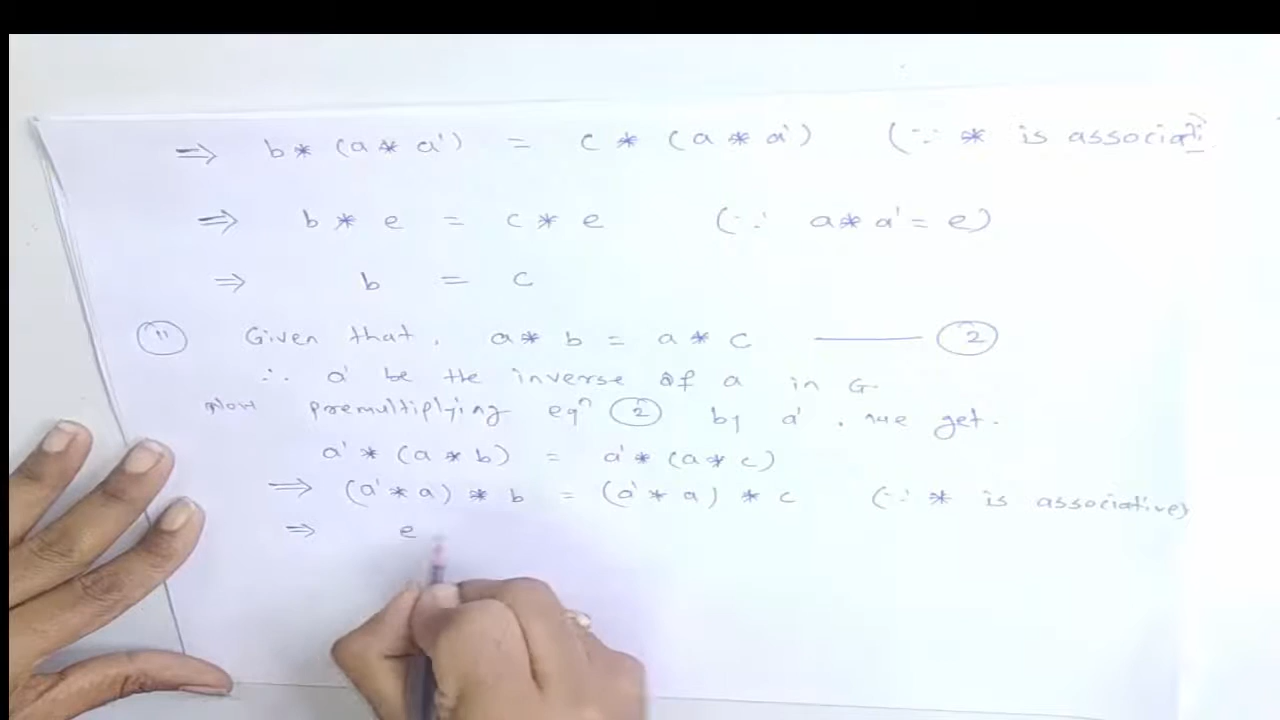 ⇒ b * (a * a') = c * (a * a') (∵ * is associati
⇒ b * e = c * e (∵ a * a' = e)
⇒ b = c
(ii) Given that, a * b = a * c ——— (2)
∴ a' be the inverse of a in G.
Now premultiplying eqn (2) by a', we get.
a' * (a * b) = a' * (a * c)
⇒ (a' * a) * b = (a' * a) * c (∵ * is associative)
⇒ e